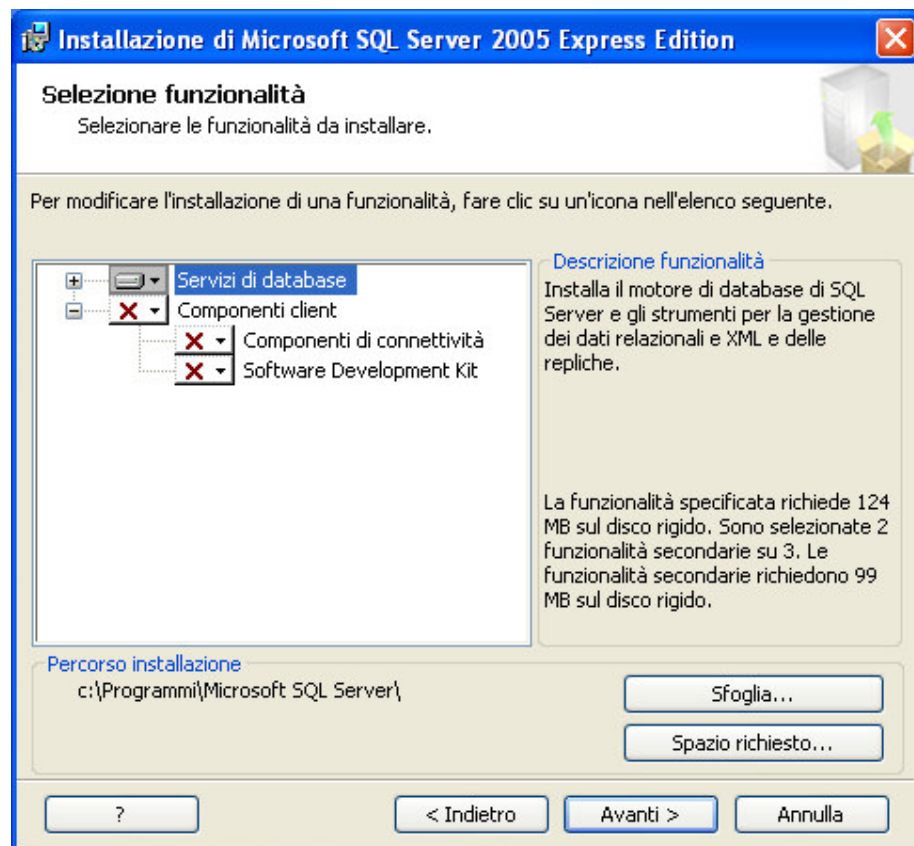 Installazione di Microsoft SQL Server 2005 Express Edition
Selezione funzionalità
Selezionare le funzionalità da installare.
Per modificare l'installazione di una funzionalità, fare clic su un'icona nell'elenco seguente.
Servizi di database
Componenti client
Componenti di connettività
Software Development Kit
Descrizione funzionalità
Installa il motore di database di SQL
Server e gli strumenti per la gestione
dei dati relazionali e XML e delle
repliche.
La funzionalità specificata richiede 124
MB sul disco rigido. Sono selezionate 2
funzionalità secondarie su 3. Le
funzionalità secondarie richiedono 99
MB sul disco rigido.
Percorso installazione
c:\Programmi\Microsoft SQL Server\
Sfoglia...
Spazio richiesto...
?
< Indietro
Avanti >
Annulla